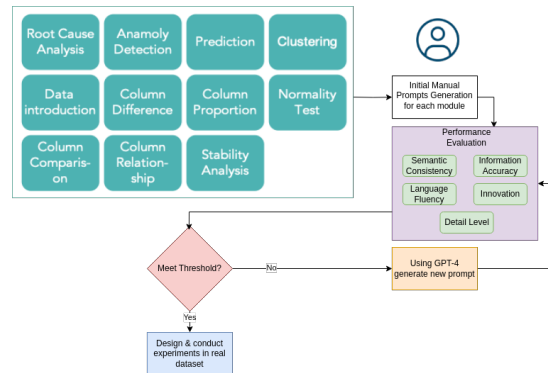 Root Cause
Analysis
Anamoly
Detection
Prediction
Clustering
Data
introduction
Column
Difference
Column
Proportion
Normality
Test
Column
Comparis-
on
Column
Relation-
ship
Stability
Analysis
Initial Manual
Prompts Generation
for each module
Performance
Evaluation
Semantic
Consistency
Information
Accuracy
Language
Fluency
Innovation
Detail Level
Meet Threshold?
No
Using GPT-4
generate new prompt
Yes
Design & conduct
experiments in real
dataset